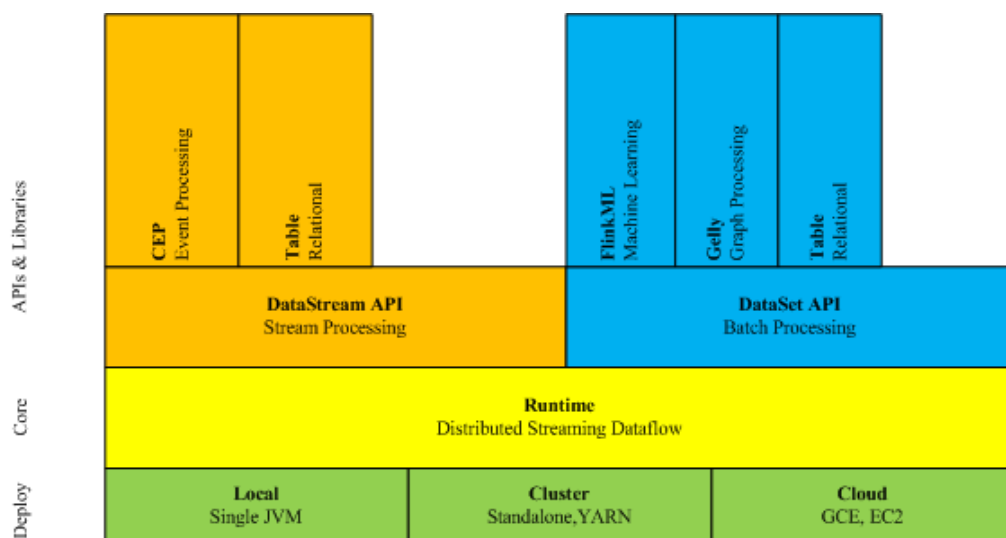 APIs & Libraries
CEP
Event Processing
Table
Relational
FlinkML
Machine Learning
Gelly
Graph Processing
Table
Relational
DataStream API
Stream Processing
DataSet API
Batch Processing
Core
Runtime
Distributed Streaming Dataflow
Deploy
Local
Single JVM
Cluster
Standalone,YARN
Cloud
GCE, EC2